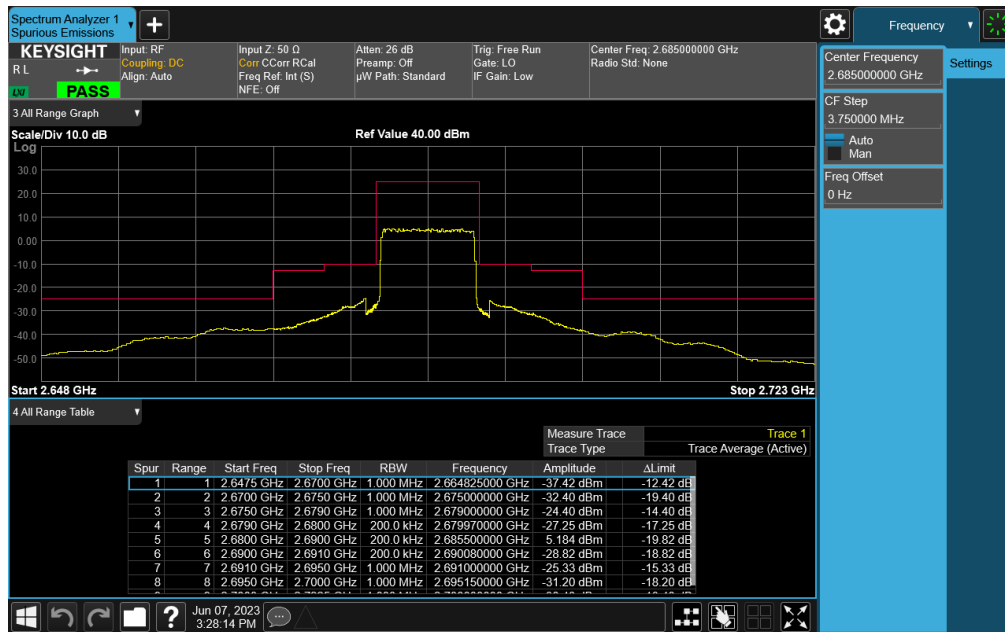 Spectrum Analyzer 1
Spurious Emissions
Frequency
KEYSIGHT
R L
LXI
PASS
Input: RF
Coupling: DC
Align: Auto
Input Z: 50 Ω
Corr CCorr RCal
Freq Ref: Int (S)
NFE: Off
Atten: 26 dB
Preamp: Off
µW Path: Standard
Trig: Free Run
Gate: LO
IF Gain: Low
Center Freq: 2.685000000 GHz
Radio Std: None
Center Frequency
2.685000000 GHz
Settings
CF Step
3.750000 MHz
Auto
Man
Freq Offset
0 Hz
3 All Range Graph
Scale/Div 10.0 dB
Ref Value 40.00 dBm
Log
30.0
20.0
10.0
0.00
-10.0
-20.0
-30.0
-40.0
-50.0
Start 2.648 GHz
Stop 2.723 GHz
4 All Range Table
Measure Trace Trace 1
Trace Type Trace Average (Active)
Spur Range Start Freq Stop Freq RBW Frequency Amplitude ΔLimit
1 1 2.6475 GHz 2.6700 GHz 1.000 MHz 2.664825000 GHz -37.42 dBm -12.42 dB
2 2 2.6700 GHz 2.6750 GHz 1.000 MHz 2.675000000 GHz -32.40 dBm -19.40 dB
3 3 2.6750 GHz 2.6790 GHz 1.000 MHz 2.679000000 GHz -24.40 dBm -14.40 dB
4 4 2.6790 GHz 2.6800 GHz 200.0 kHz 2.679970000 GHz -27.25 dBm -17.25 dB
5 5 2.6800 GHz 2.6900 GHz 200.0 kHz 2.685500000 GHz 5.184 dBm -19.82 dB
6 6 2.6900 GHz 2.6910 GHz 200.0 kHz 2.690080000 GHz -28.82 dBm -18.82 dB
7 7 2.6910 GHz 2.6950 GHz 1.000 MHz 2.691000000 GHz -25.33 dBm -15.33 dB
8 8 2.6950 GHz 2.7000 GHz 1.000 MHz 2.695150000 GHz -31.20 dBm -18.20 dB
Jun 07, 2023
3:28:14 PM